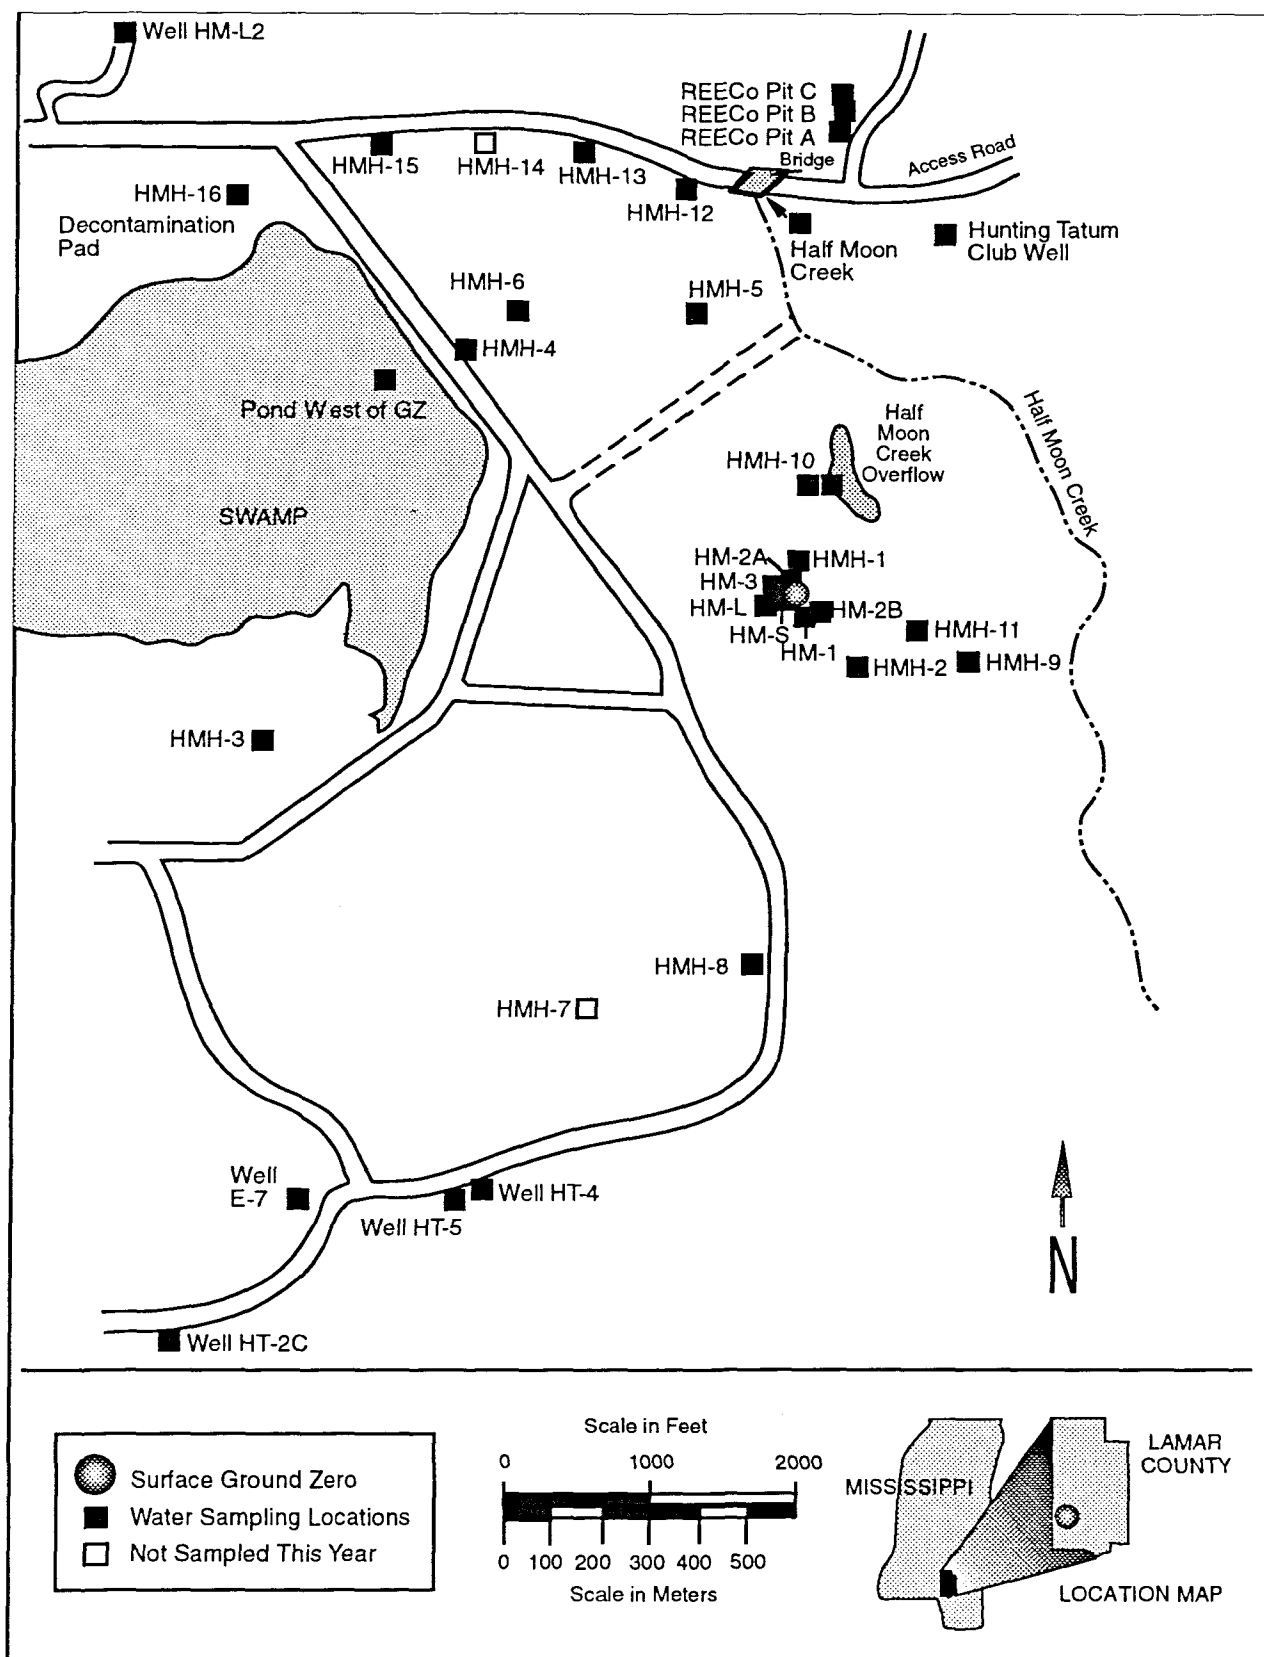 Well HM-L2
REECo Pit C
REECo Pit B
REECo Pit A
Bridge
Access Road
HMH-15
HMH-14
HMH-13
HMH-16
HMH-12
Decontamination
Pad
Half Moon
Creek
Hunting Tatum
Club Well
HMH-6
HMH-5
HMH-4
Pond West of GZ
Half
Moon
Creek
Overflow
Half Moon Creek
HMH-10
SWAMP
HM-2A
HMH-1
HM-3
HM-L
HM-2B
HM-S
HM-1
HMH-11
HMH-2
HMH-9
HMH-3
HMH-8
HMH-7
Well
E-7
Well HT-4
Well HT-5
N
Well HT-2C
Surface Ground Zero
Water Sampling Locations
Not Sampled This Year
Scale in Feet
0 1000 2000
0 100 200 300 400 500
Scale in Meters
MISSISSIPPI
LAMAR
COUNTY
LOCATION MAP